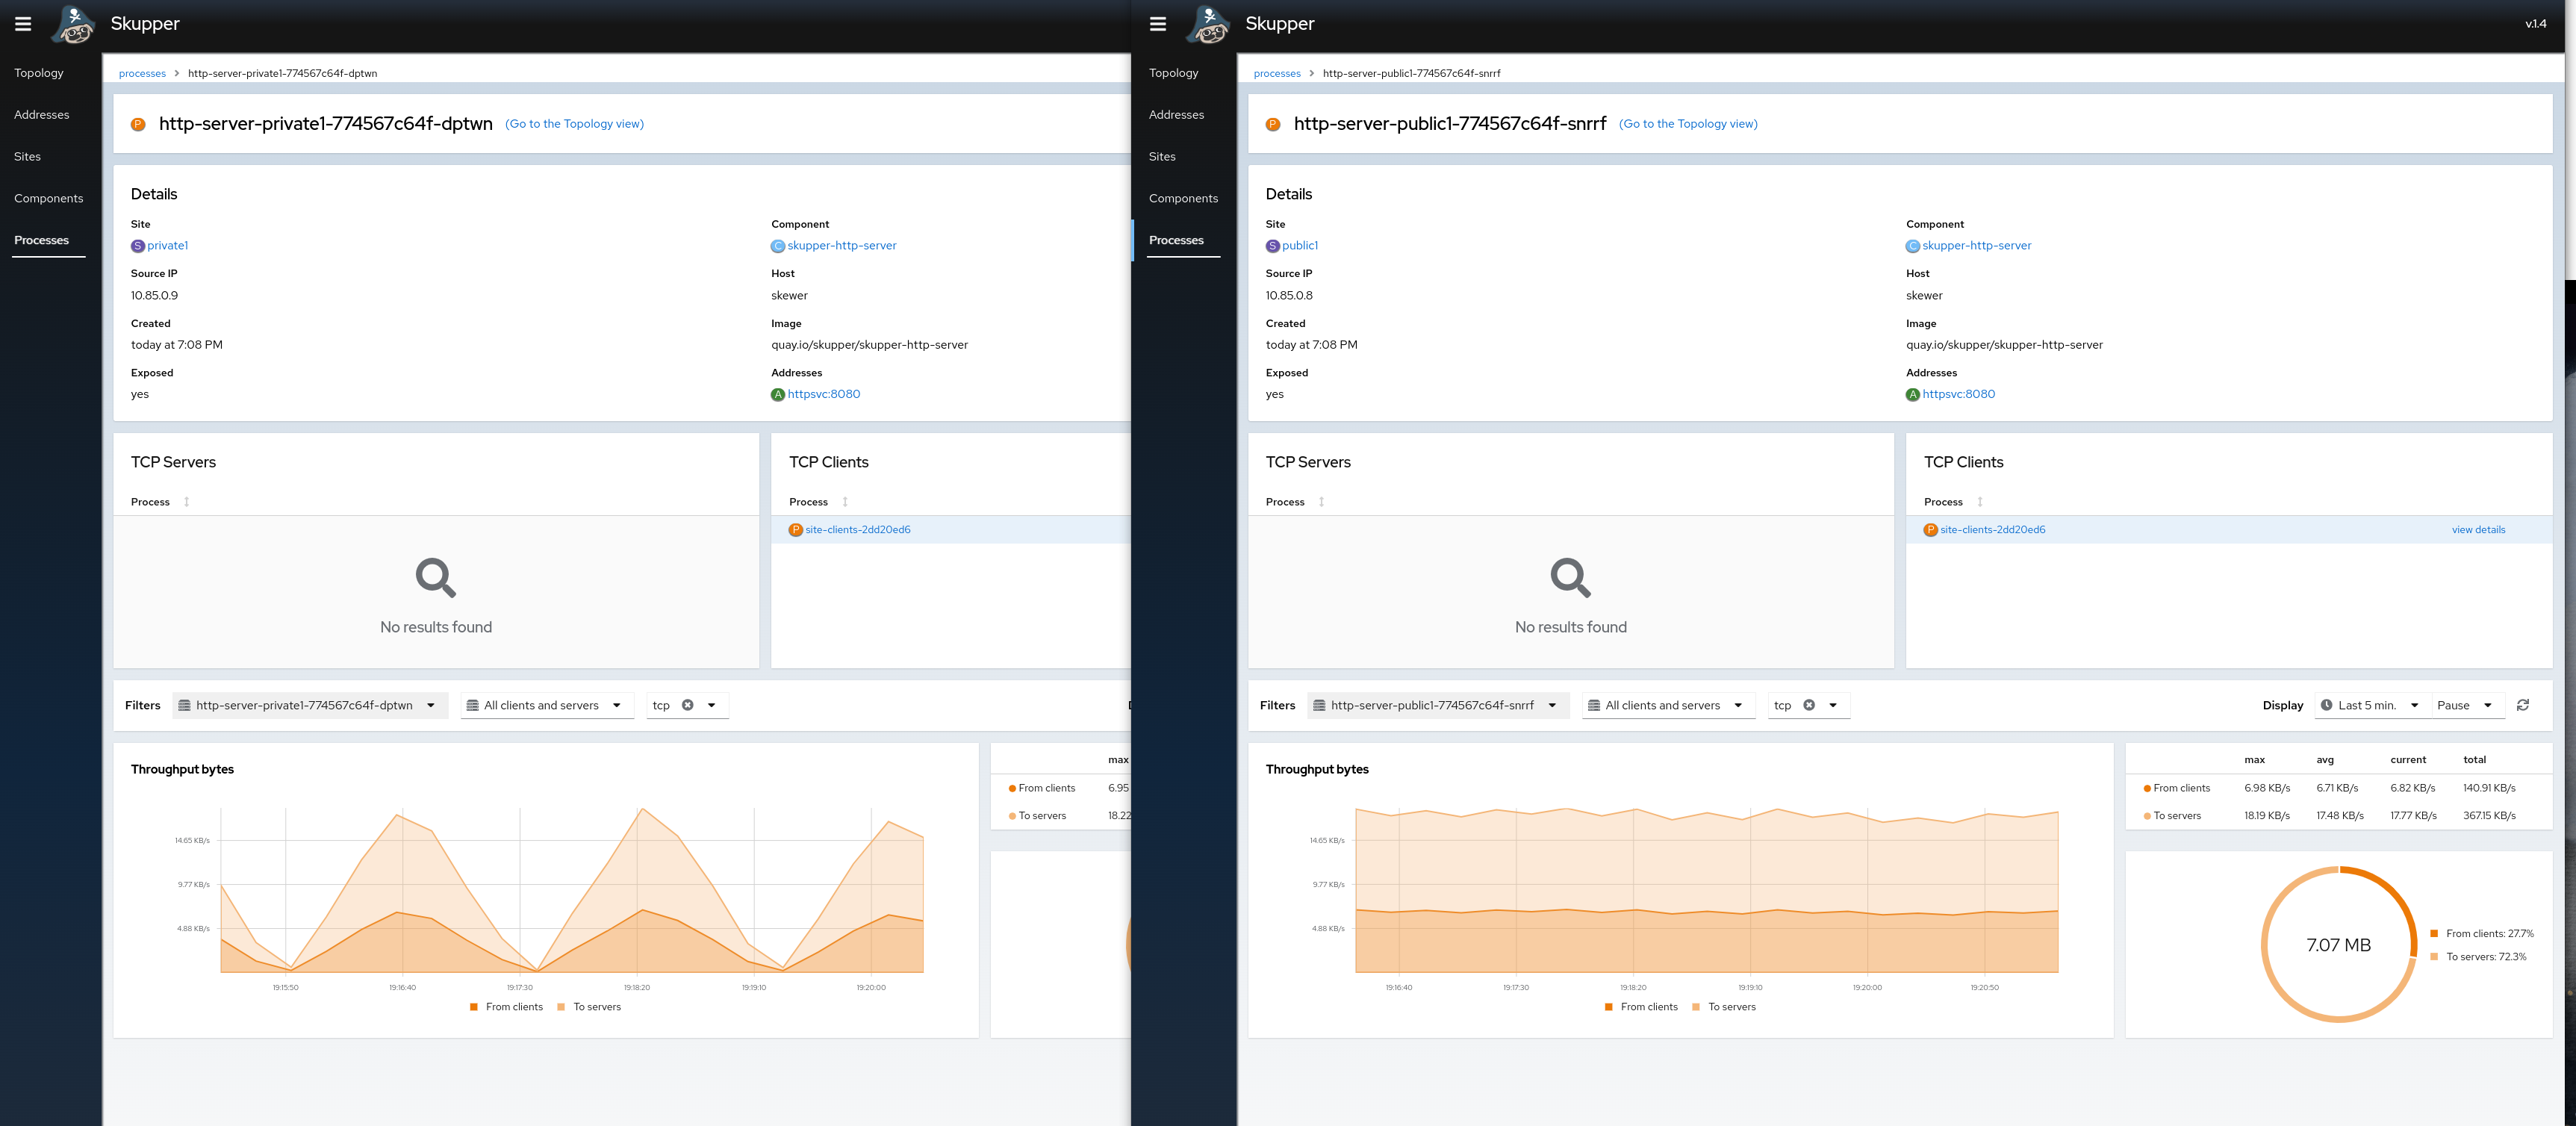 Skupper
Topology
Addresses
Sites
Components
Processes
processes > http-server-private1-774567c64f-dptwn
P http-server-private1-774567c64f-dptwn (Go to the Topology view)
Details
Site
S private1
Component
C skupper-http-server
Source IP
10.85.0.9
Host
skewer
Created
today at 7:08 PM
Image
quay.io/skupper/skupper-http-server
Exposed
yes
Addresses
A httpsvc:8080
TCP Servers
Process
No results found
TCP Clients
Process
P site-clients-2dd20ed6
Filters http-server-private1-774567c64f-dptwn All clients and servers tcp
Throughput bytes
14.65 KB/s
9.77 KB/s
4.88 KB/s
19:15:50 19:16:40 19:17:30 19:18:20 19:19:10 19:20:00
From clients To servers
max
From clients 6.95
To servers 18.22
Skupper
v.1.4
Topology
Addresses
Sites
Components
Processes
processes > http-server-public1-774567c64f-snrrf
P http-server-public1-774567c64f-snrrf (Go to the Topology view)
Details
Site
S public1
Component
C skupper-http-server
Source IP
10.85.0.8
Host
skewer
Created
today at 7:08 PM
Image
quay.io/skupper/skupper-http-server
Exposed
yes
Addresses
A httpsvc:8080
TCP Servers
Process
No results found
TCP Clients
Process
P site-clients-2dd20ed6 view details
Filters http-server-public1-774567c64f-snrrf All clients and servers tcp Display Last 5 min. Pause
Throughput bytes
14.65 KB/s
9.77 KB/s
4.88 KB/s
19:16:40 19:17:30 19:18:20 19:19:10 19:20:00 19:20:50
From clients To servers
max avg current total
From clients 6.98 KB/s 6.71 KB/s 6.82 KB/s 140.91 KB/s
To servers 18.19 KB/s 17.48 KB/s 17.77 KB/s 367.15 KB/s
7.07 MB
From clients: 27.7%
To servers: 72.3%